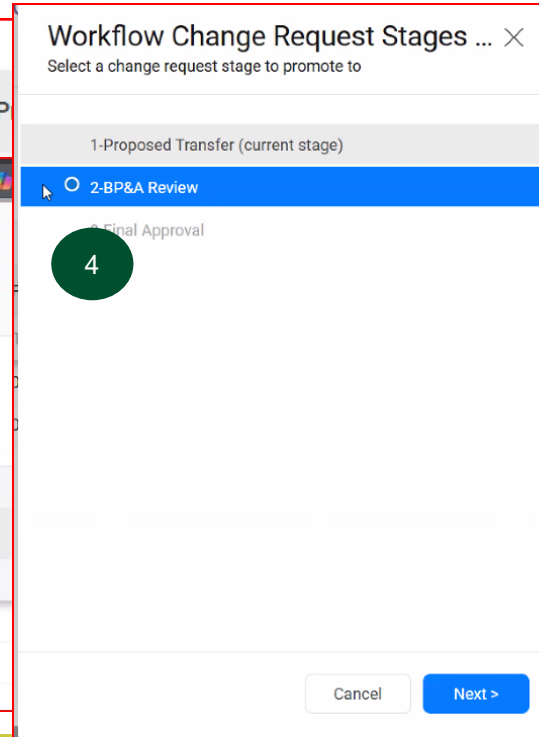 Workflow Change Request Stages ...
Select a change request stage to promote to
1-Proposed Transfer (current stage)
2-BP&A Review
Final Approval
4
Cancel
Next >